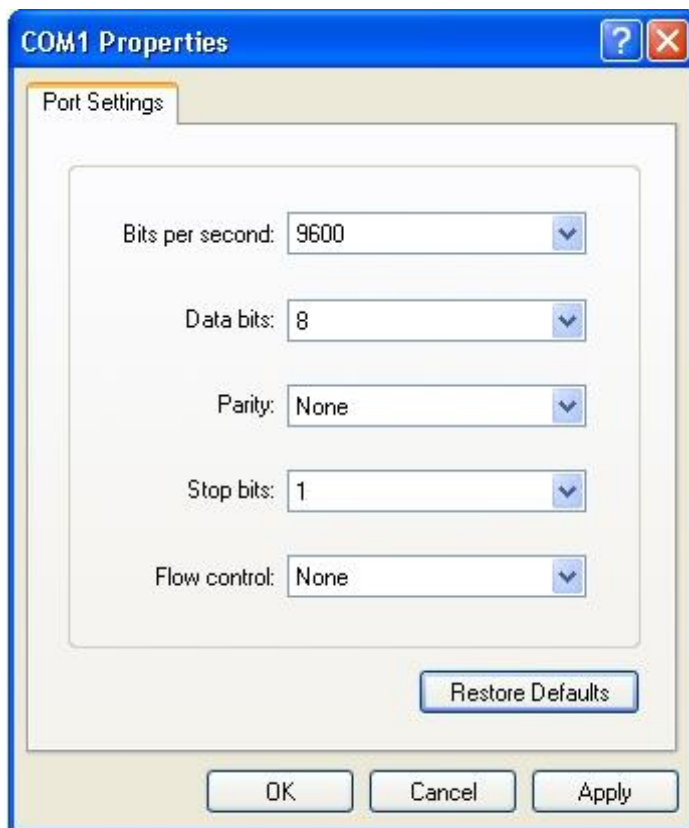 COM1 Properties
?
Port Settings
Bits per second: 9600
Data bits: 8
Parity: None
Stop bits: 1
Flow control: None
Restore Defaults
OK Cancel Apply